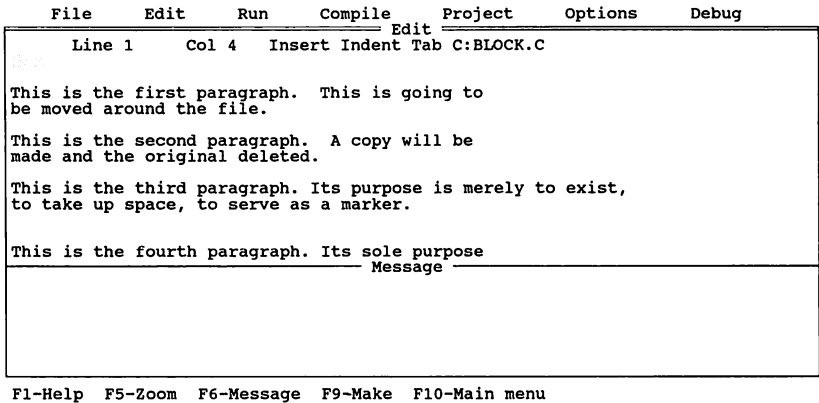 File Edit Run Compile Project Options Debug
Edit
Line 1 Col 4 Insert Indent Tab C:BLOCK.C
This is the first paragraph. This is going to
be moved around the file.
This is the second paragraph. A copy will be
made and the original deleted.
This is the third paragraph. Its purpose is merely to exist,
to take up space, to serve as a marker.
This is the fourth paragraph. Its sole purpose
Message
F1-Help F5-Zoom F6-Message F9-Make F10-Main menu